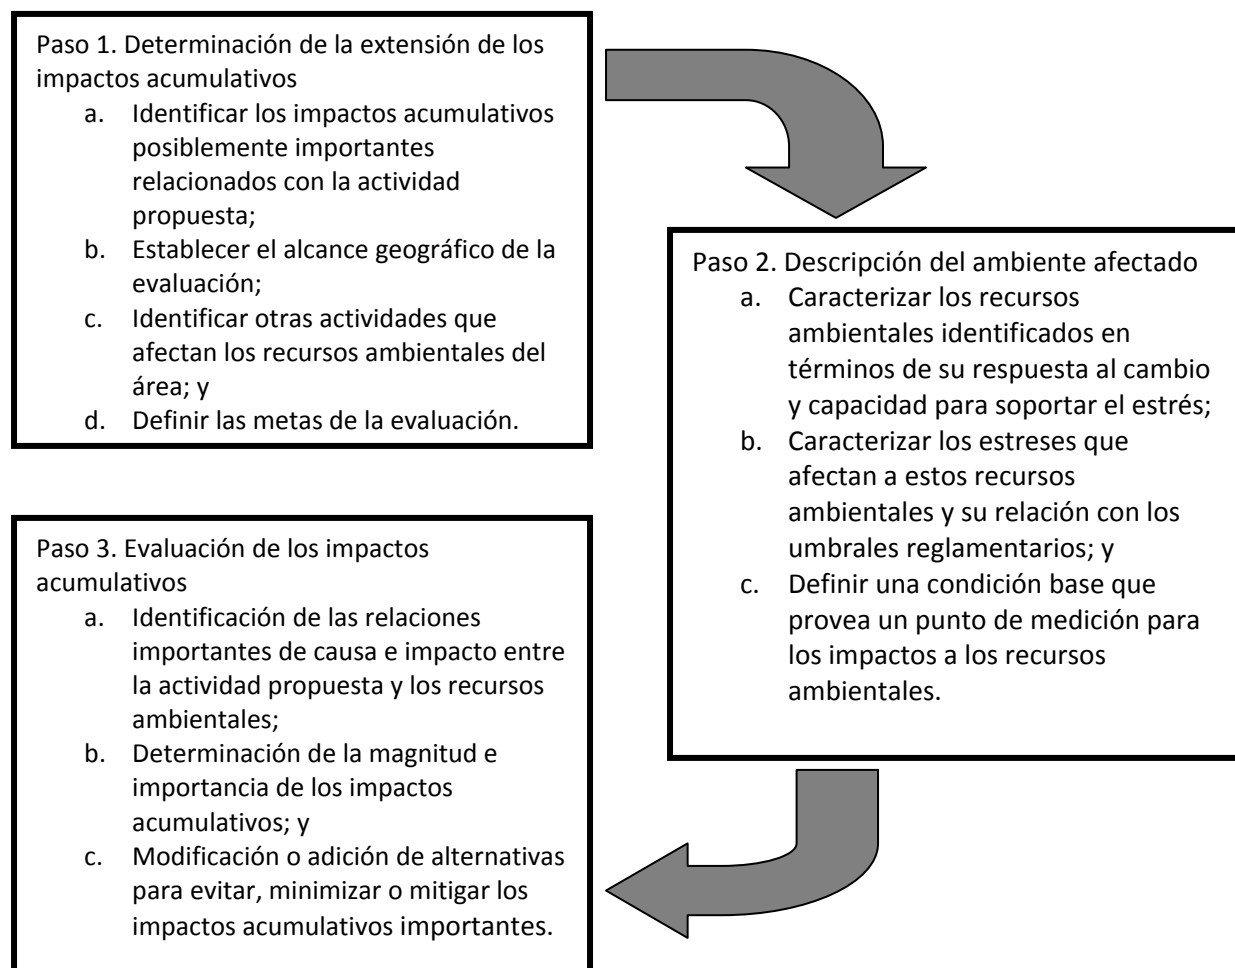 Paso 1. Determinación de la extensión de los
impactos acumulativos
a. Identificar los impactos acumulativos
posiblemente importantes
relacionados con la actividad
propuesta;
b. Establecer el alcance geográfico de la
evaluación;
c. Identificar otras actividades que
afectan los recursos ambientales del
área; y
d. Definir las metas de la evaluación.
Paso 2. Descripción del ambiente afectado
a. Caracterizar los recursos
ambientales identificados en
términos de su respuesta al cambio
y capacidad para soportar el estrés;
b. Caracterizar los estreses que
afectan a estos recursos
ambientales y su relación con los
umbrales reglamentarios; y
c. Definir una condición base que
provea un punto de medición para
los impactos a los recursos
ambientales.
Paso 3. Evaluación de los impactos
acumulativos
a. Identificación de las relaciones
importantes de causa e impacto entre
la actividad propuesta y los recursos
ambientales;
b. Determinación de la magnitud e
importancia de los impactos
acumulativos; y
c. Modificación o adición de alternativas
para evitar, minimizar o mitigar los
impactos acumulativos importantes.